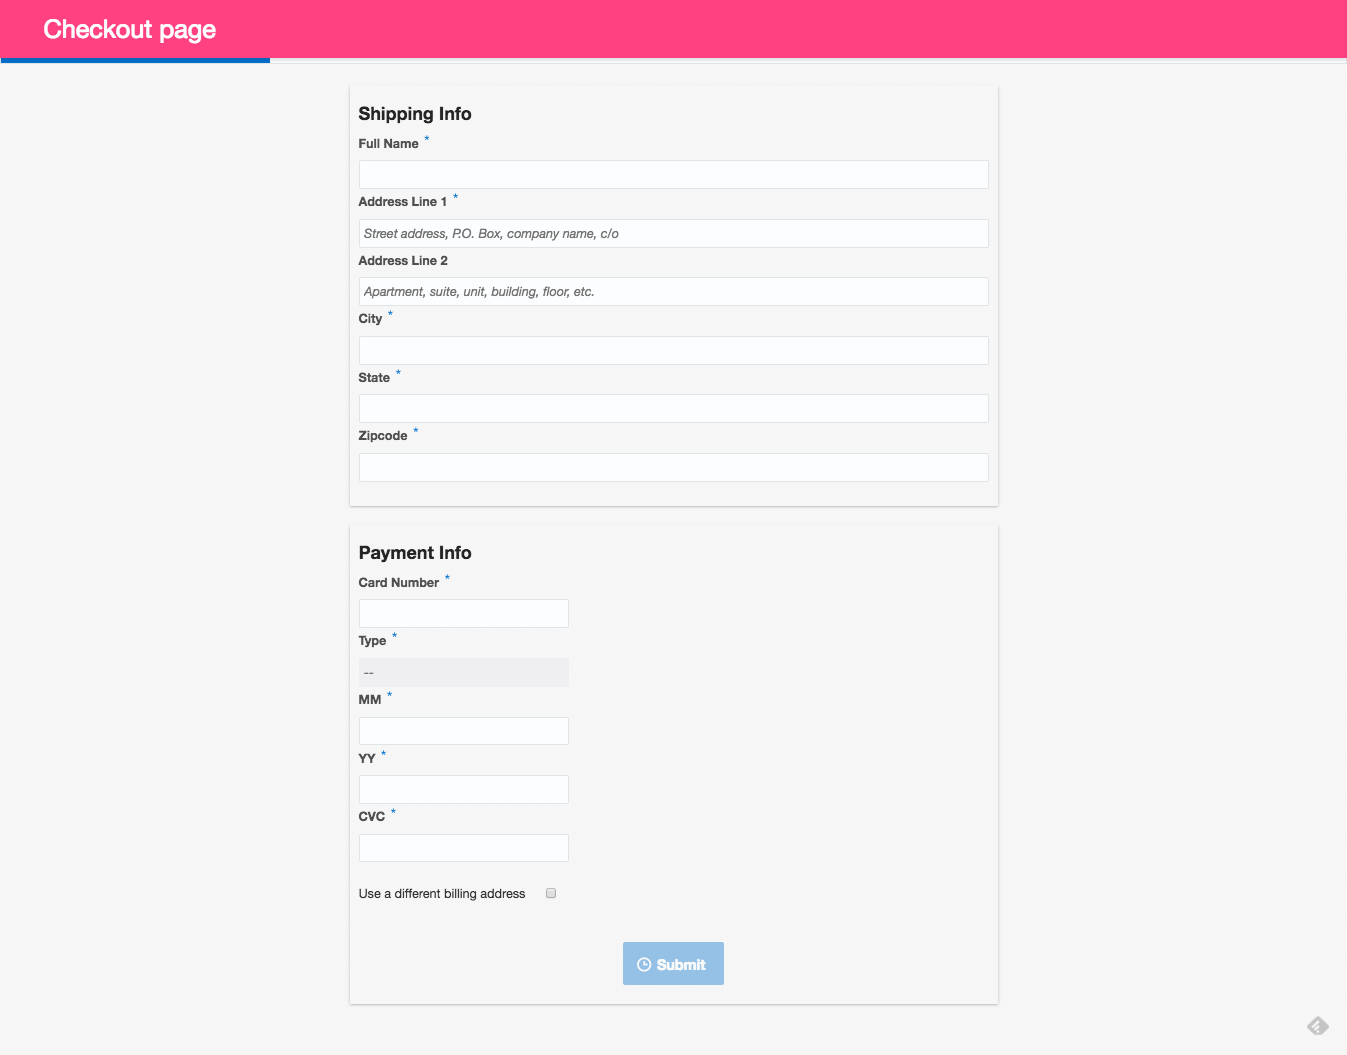 Checkout page
Shipping Info
Full Name *
Address Line 1 *
Street address, P.O. Box, company name, c/o
Address Line 2
Apartment, suite, unit, building, floor, etc.
City *
State *
Zipcode *
Payment Info
Card Number *
Type *
--
MM *
YY *
CVC *
Use a different billing address
Submit